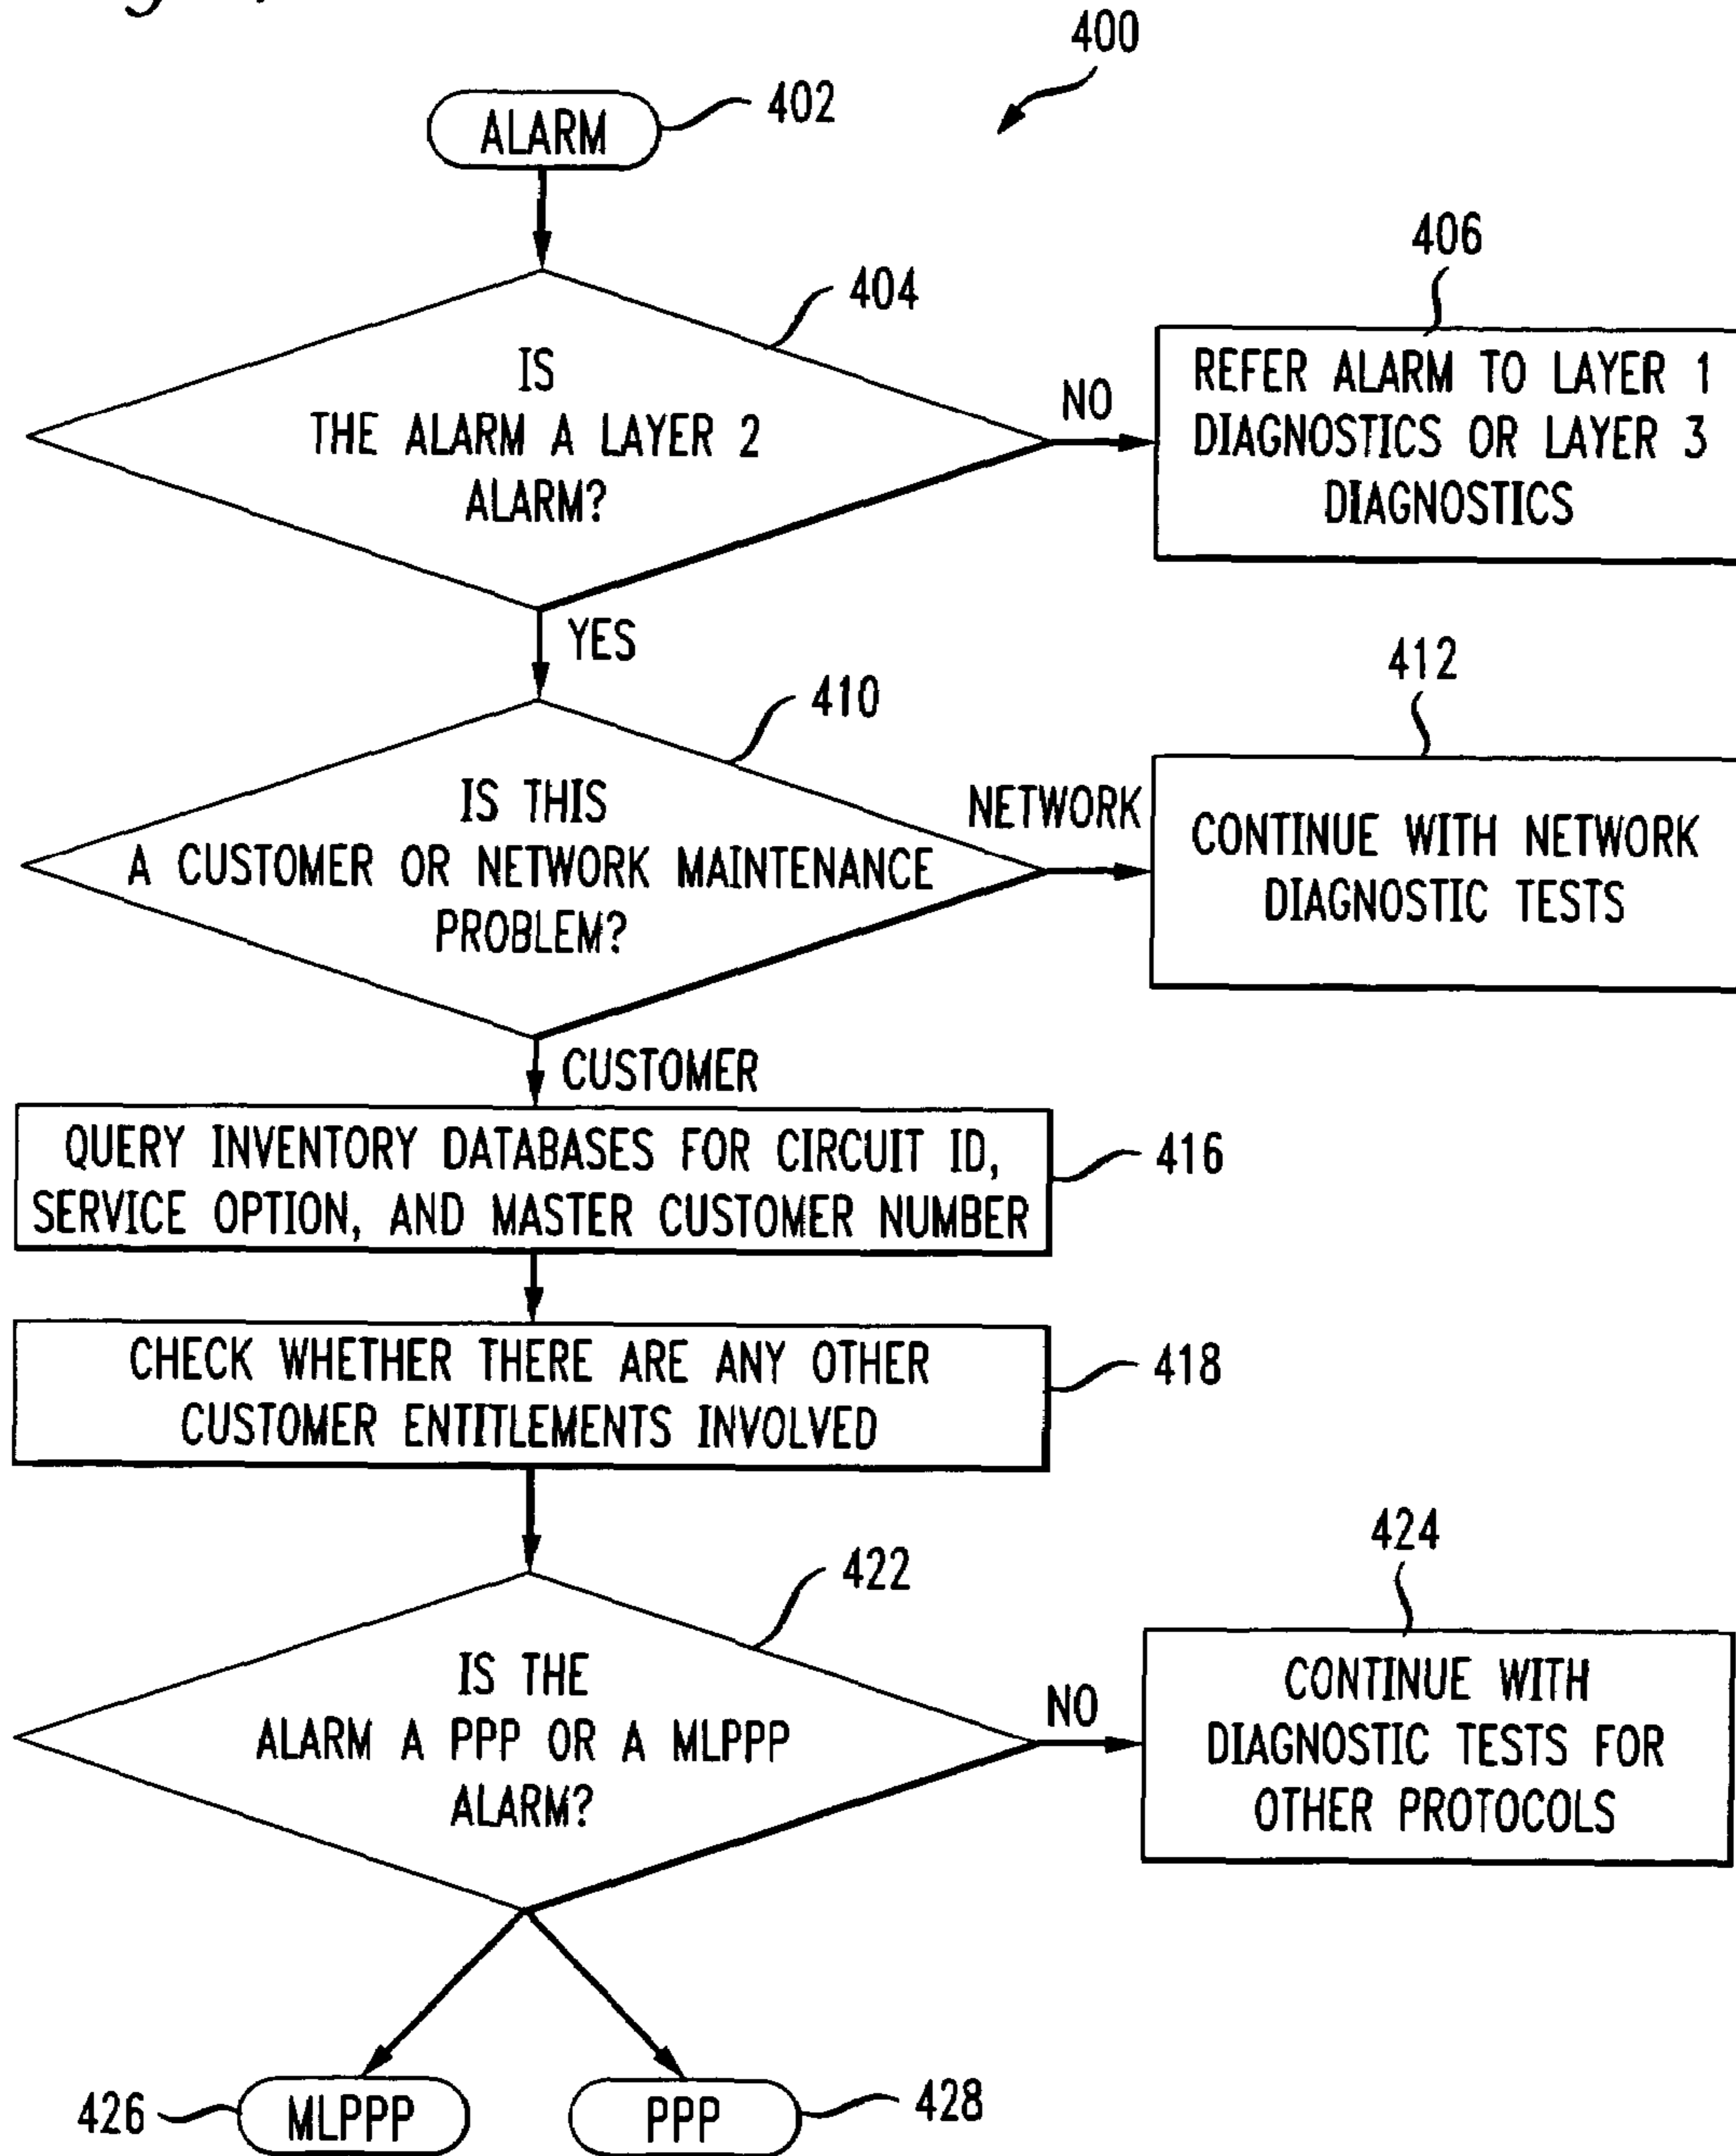 400
ALARM
402
404
IS
THE ALARM A LAYER 2
ALARM?
NO
406
REFER ALARM TO LAYER 1
DIAGNOSTICS OR LAYER 3
DIAGNOSTICS
YES
410
IS THIS
A CUSTOMER OR NETWORK MAINTENANCE
PROBLEM?
NETWORK
412
CONTINUE WITH NETWORK
DIAGNOSTIC TESTS
CUSTOMER
QUERY INVENTORY DATABASES FOR CIRCUIT ID,
SERVICE OPTION, AND MASTER CUSTOMER NUMBER
416
CHECK WHETHER THERE ARE ANY OTHER
CUSTOMER ENTITLEMENTS INVOLVED
418
422
IS THE
ALARM A PPP OR A MLPPP
ALARM?
NO
424
CONTINUE WITH
DIAGNOSTIC TESTS FOR
OTHER PROTOCOLS
426
MLPPP
PPP
428